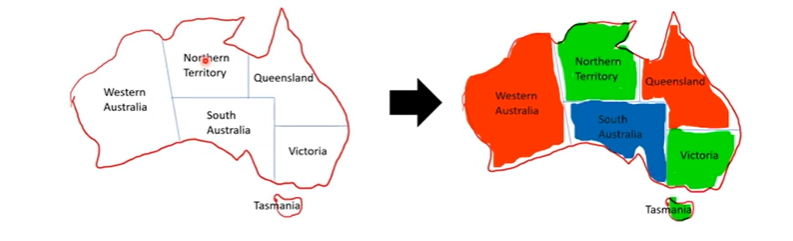 Northern
Territory
Queensland
Western
Australia
South
Australia
Victoria
Tasmania
Northern
Territory
Queensland
Western
Australia
South
Australia
Victoria
Tasmania